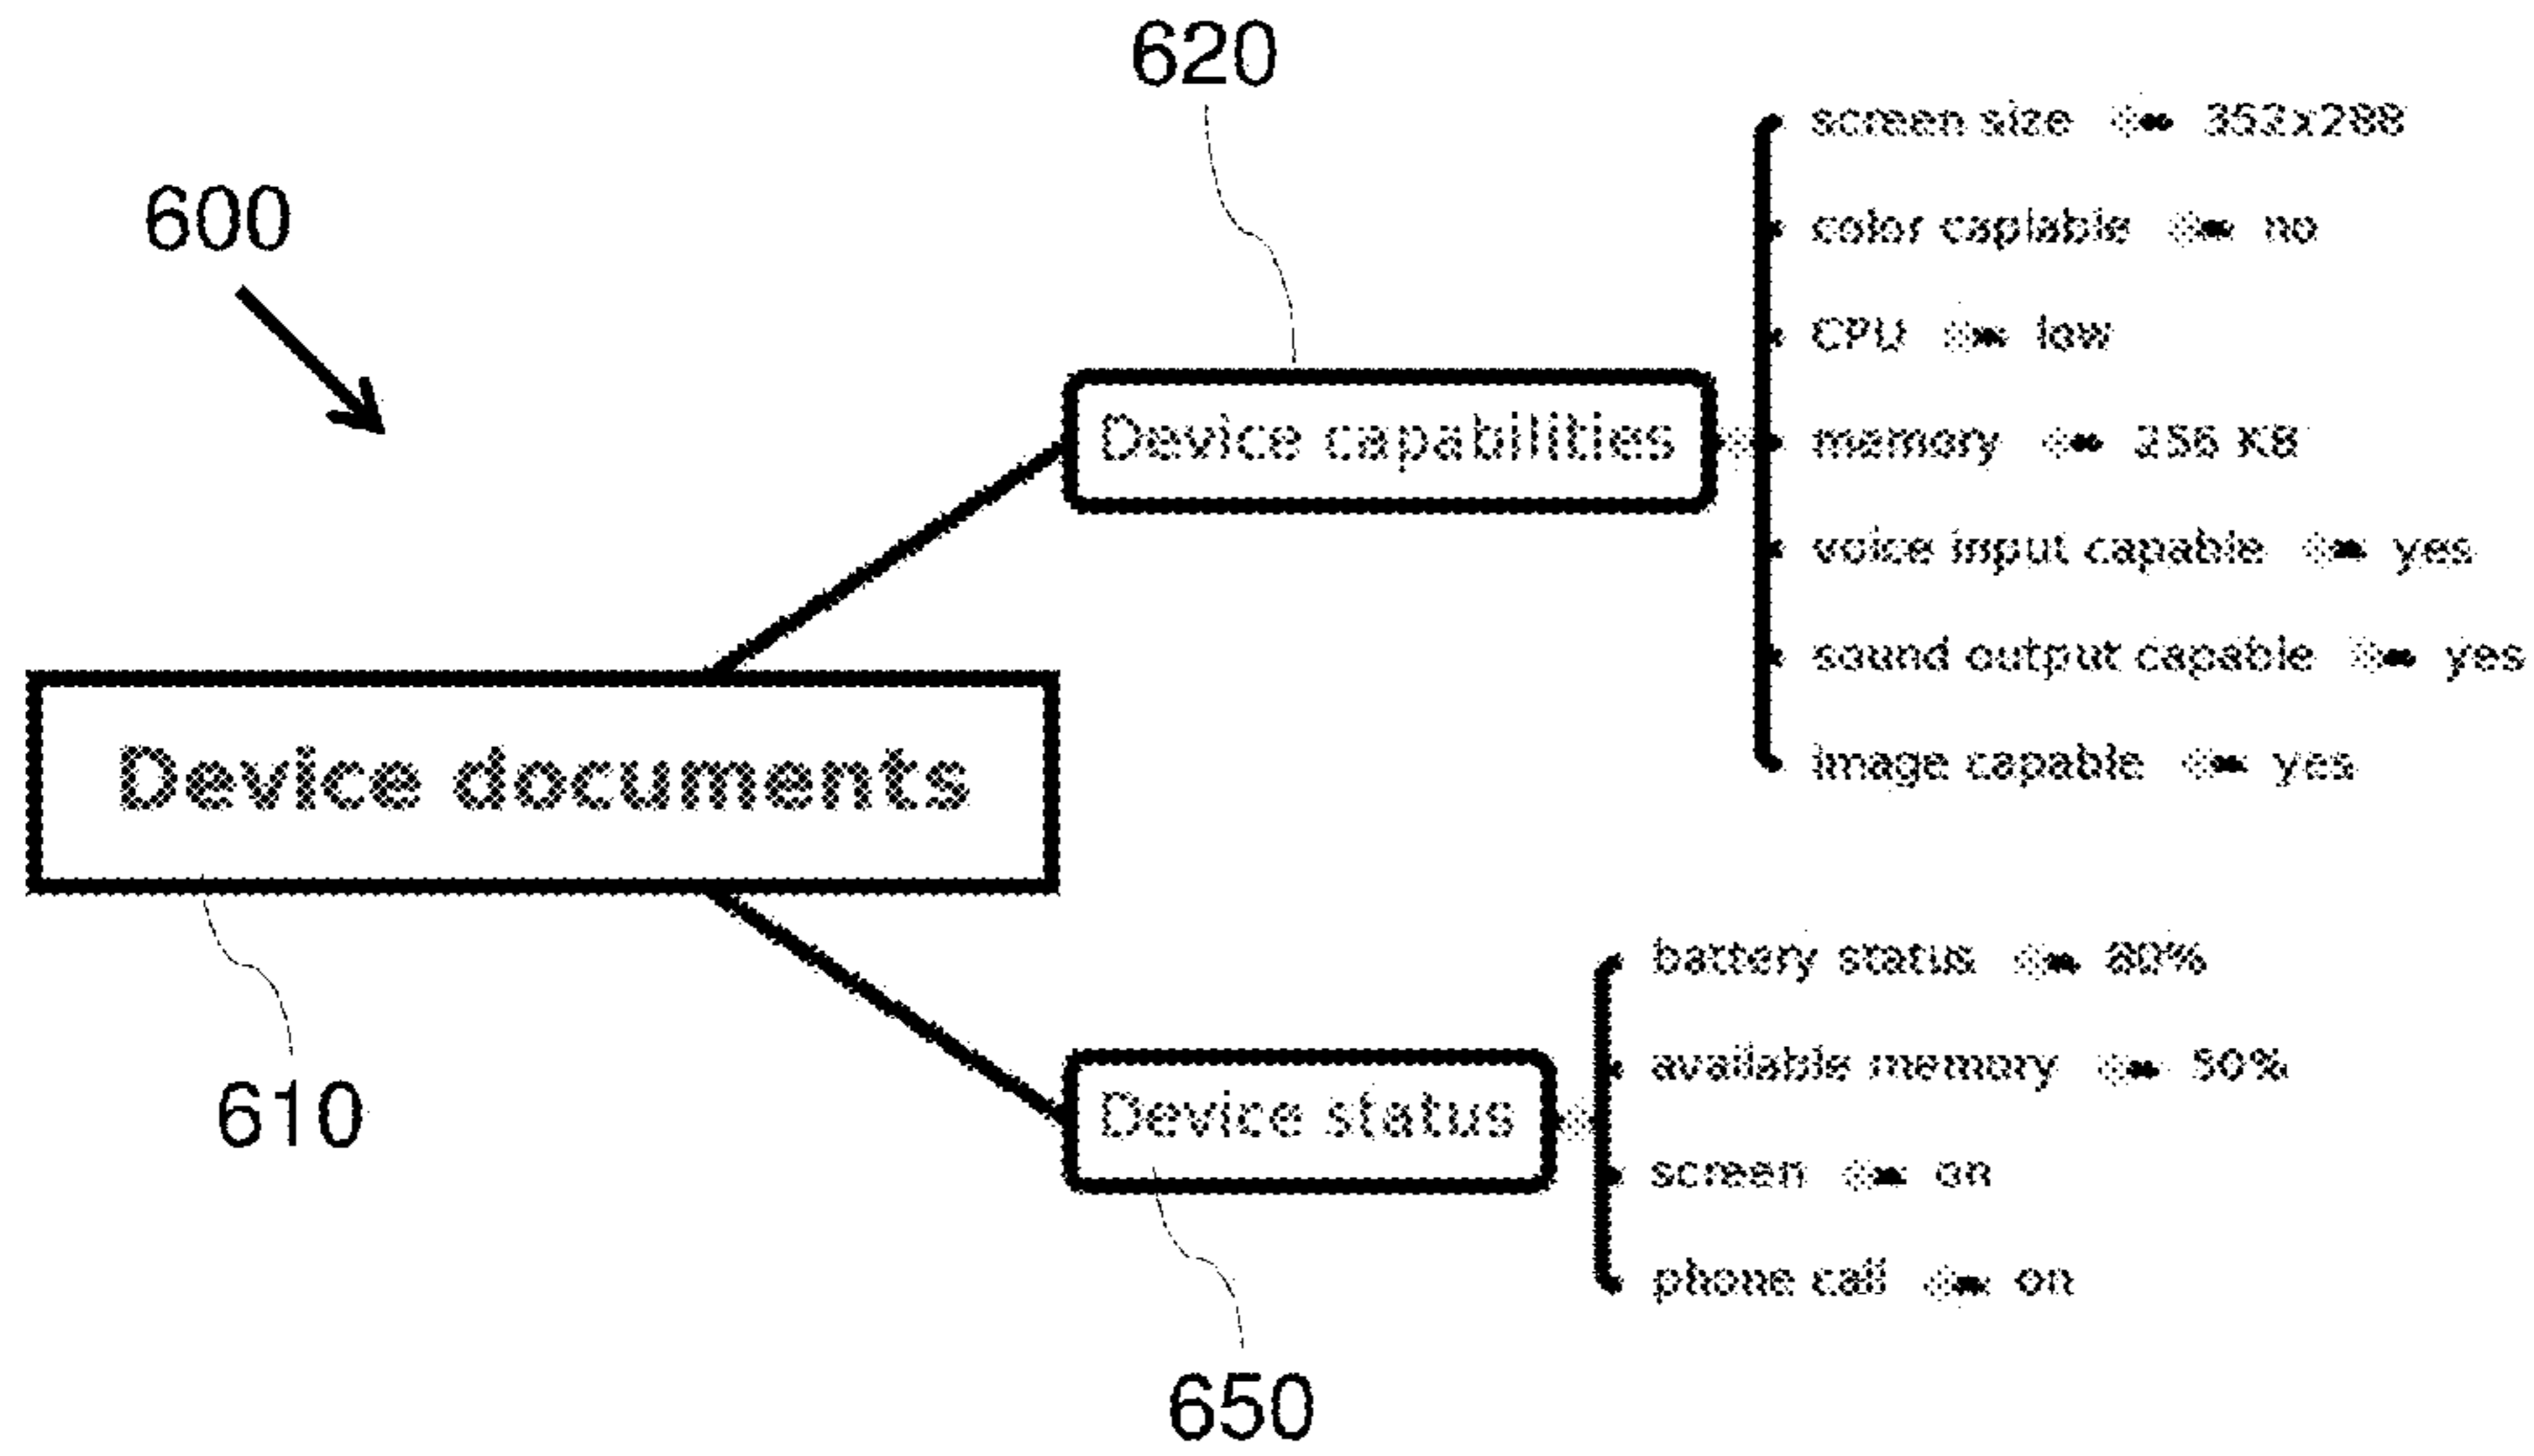 620
600
screen size 352x288
color caplable no
CPU low
Device capabilities
memory 256 KB
voice input capable yes
sound output capable yes
image capable yes
Device documents
battery status 80%
available memory 50%
610
Device status
screen on
phone call on
650